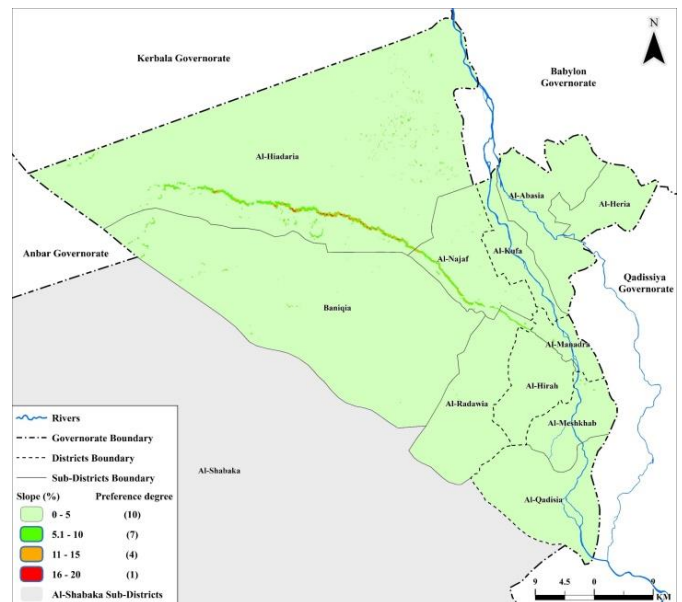 N
Kerbala Governorate
Babylon
Governorate
Al-Hiadaria
Al-Abasia
Al-Heria
Anbar Governorate
Al-Najaf
Al-Kufa
Qadissiya
Governorate
Baniqia
Al-Manadra
Al-Hirah
Al-Radawia
Al-Meshkhab
Al-Shabaka
Al-Qadisia
Rivers
Governorate Boundary
Districts Boundary
Sub-Districts Boundary
Slope (%) Preference degree
0 - 5 (10)
5.1 - 10 (7)
11 - 15 (4)
16 - 20 (1)
Al-Shabaka Sub-Districts
9 4.5 0 9
KM